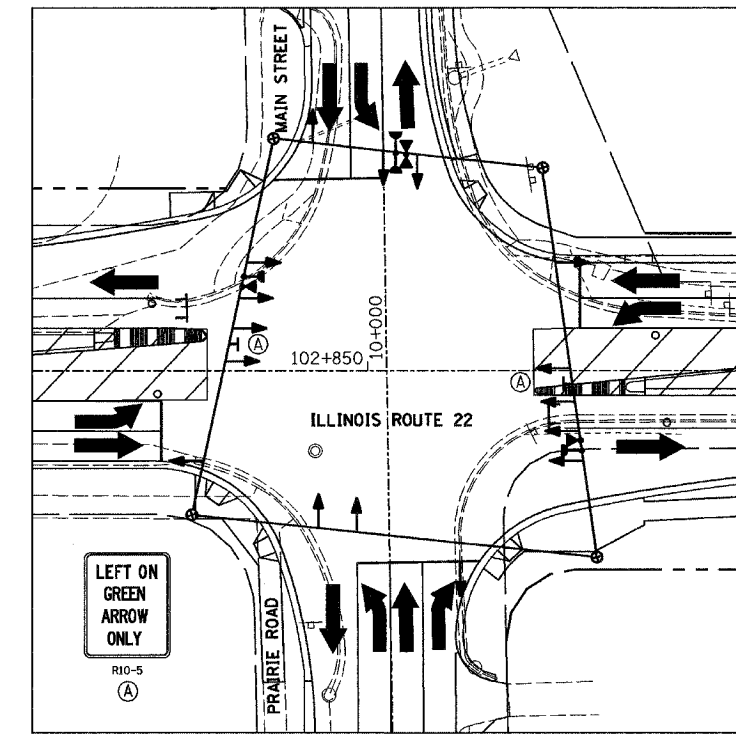 MAIN STREET
A
102+850
10+000
A
ILLINOIS ROUTE 22
LEFT ON
GREEN
ARROW
ONLY
R10-5
A
PRAIRIE ROAD